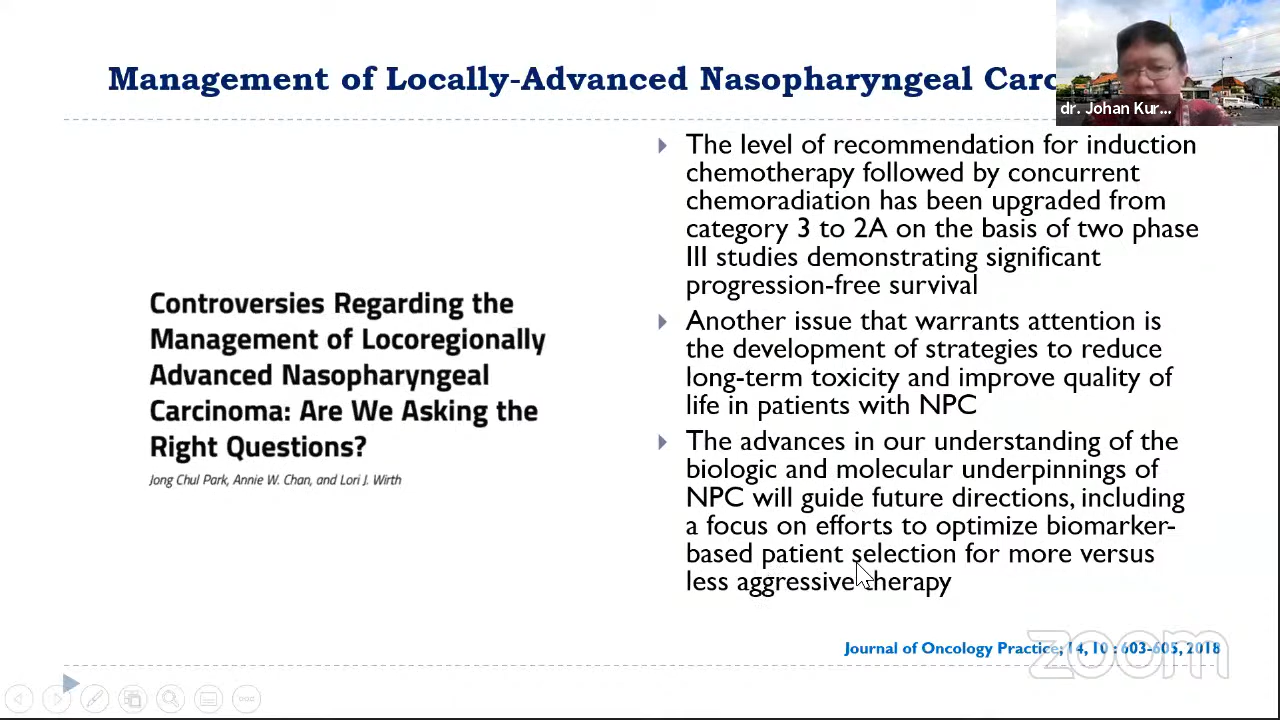 Management of Locally-Advanced Nasopharyngeal Carc
dr. Johan Kur...
The level of recommendation for induction
chemotherapy followed by concurrent
chemoradiation has been upgraded from
category 3 to 2A on the basis of two phase
III studies demonstrating significant
progression-free survival
Another issue that warrants attention is
the development of strategies to reduce
long-term toxicity and improve quality of
life in patients with NPC
The advances in our understanding of the
biologic and molecular underpinnings of
NPC will guide future directions, including
a focus on efforts to optimize biomarker-
based patient selection for more versus
less aggressive therapy
Controversies Regarding the
Management of Locoregionally
Advanced Nasopharyngeal
Carcinoma: Are We Asking the
Right Questions?
Jong Chul Park, Annie W. Chan, and Lori J. Wirth
Journal of Oncology Practice; 14, 10 : 603-605, 2018
zoom